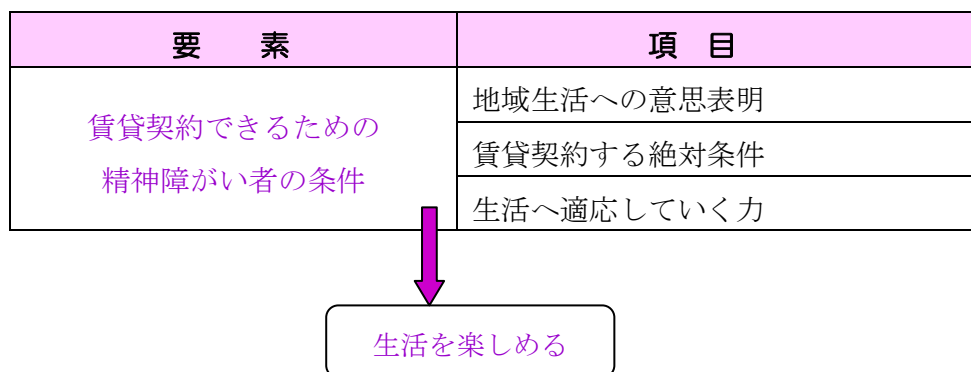 要 素
項 目
賃貸契約できるための
精神障がい者の条件
地域生活への意思表明
賃貸契約する絶対条件
生活へ適応していく力
生活を楽しめる